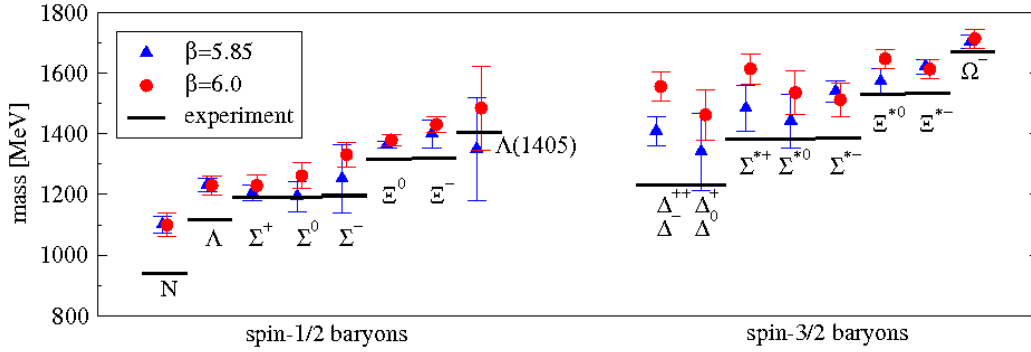 1800
1600
1400
1200
1000
800
mass [MeV]
β=5.85
β=6.0
experiment
N
Λ
Σ⁺
Σ⁰
Σ⁻
Ξ⁰
Ξ⁻
Λ(1405)
Δ⁺⁺
Δ⁻
Δ⁺
Δ⁰
Σ*⁺
Σ*⁰
Σ*⁻
Ξ*⁰
Ξ*⁻
Ω⁻
spin-1/2 baryons
spin-3/2 baryons